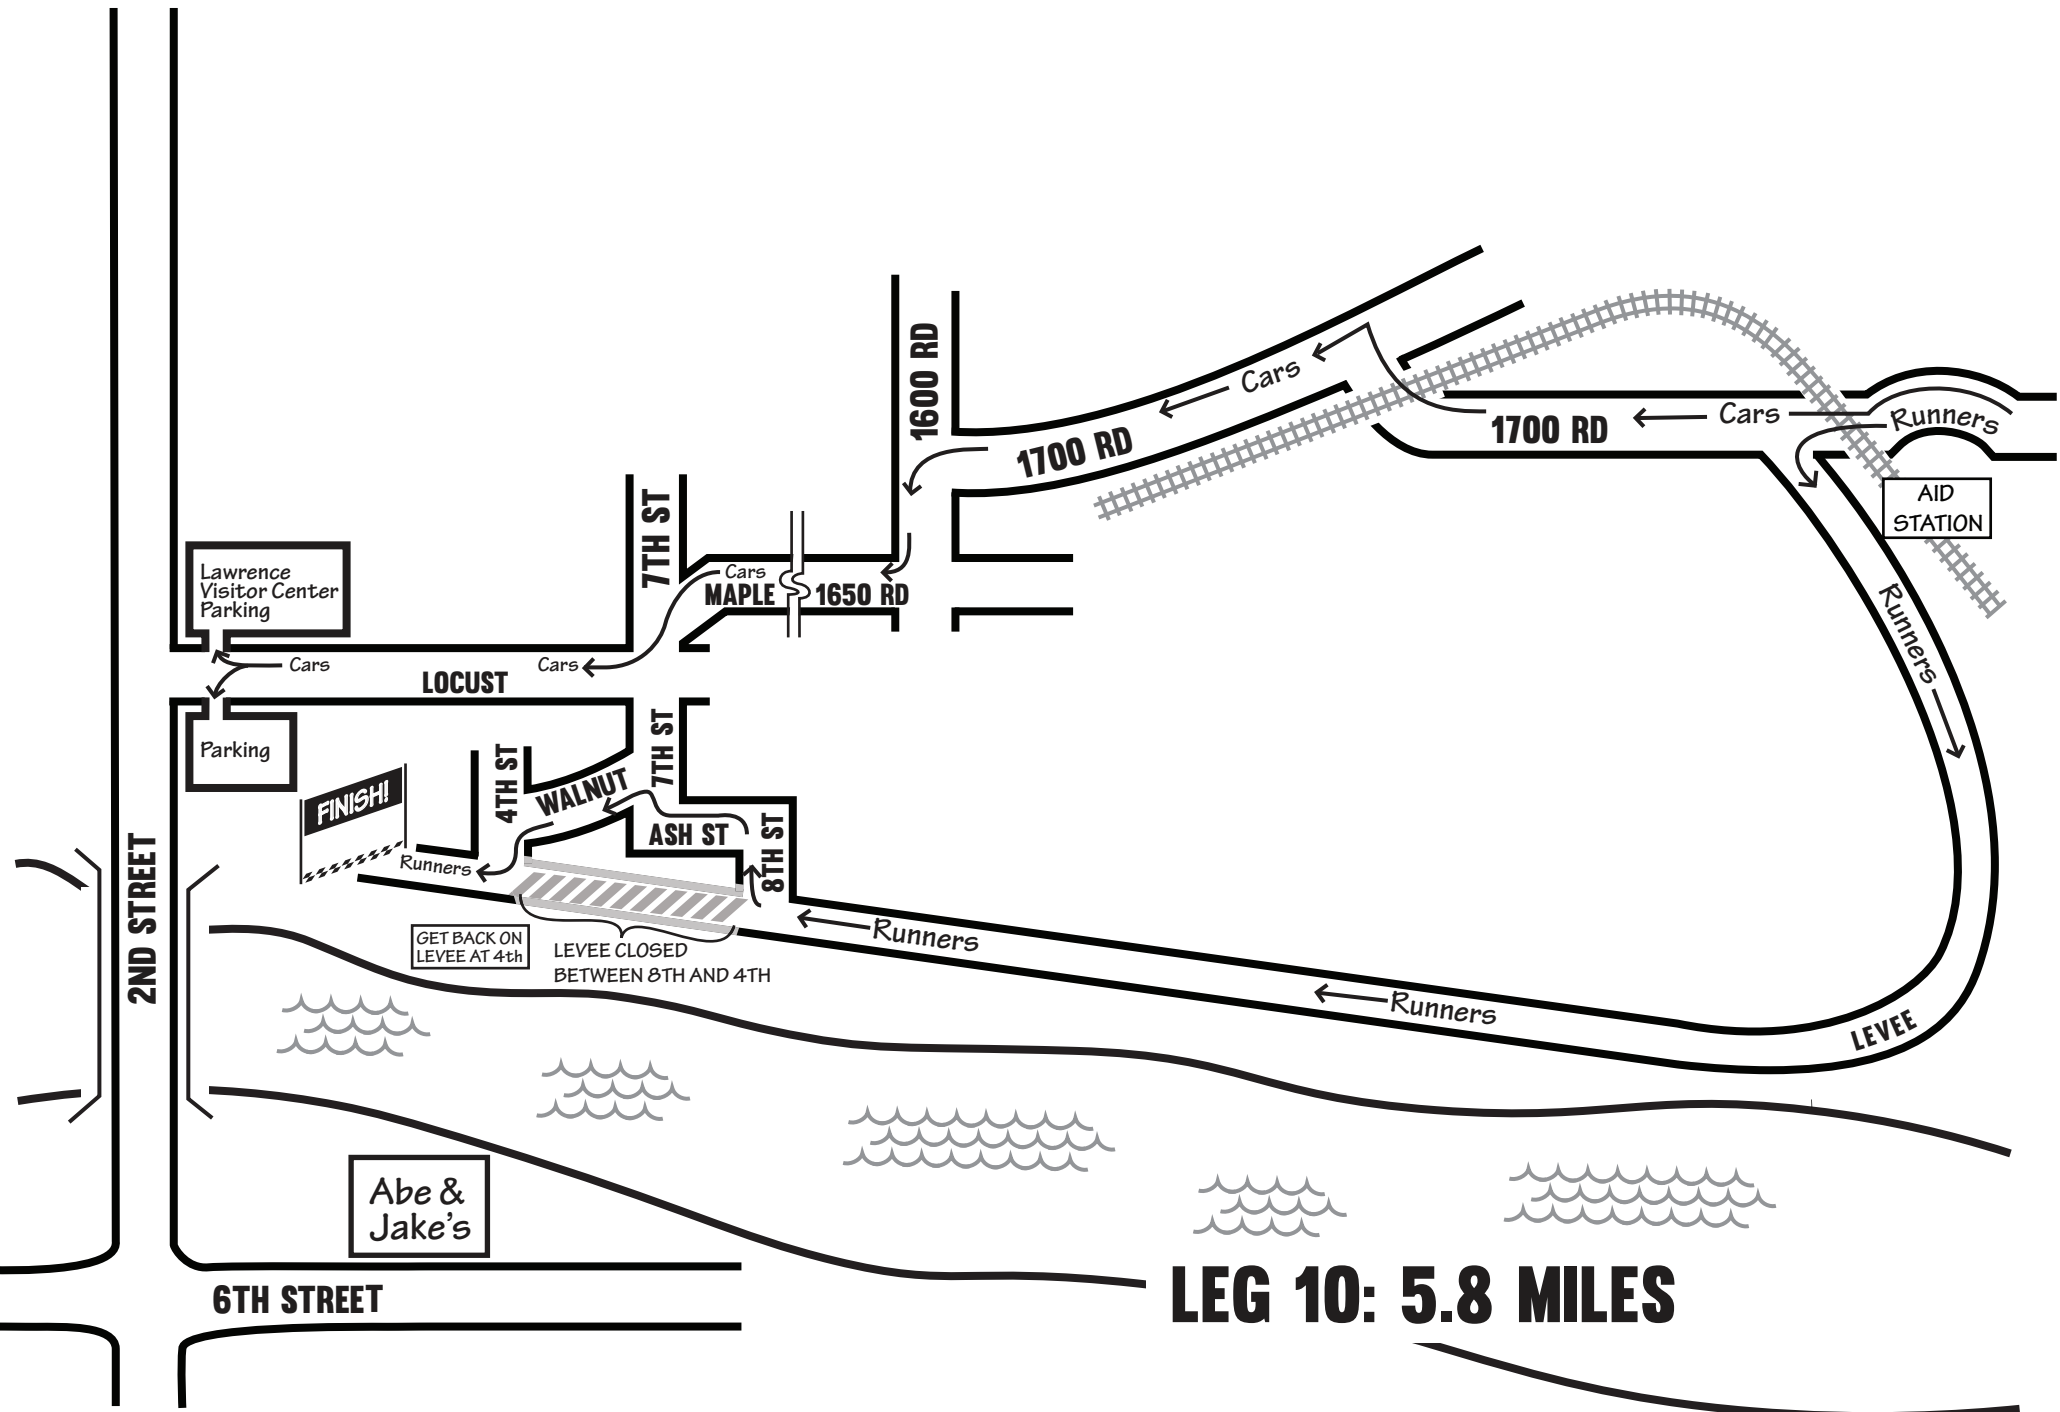 1600 RD
Cars
1700 RD
1700 RD
Cars
Runners
AID
STATION
7TH ST
Cars
MAPLE
1650 RD
Lawrence
Visitor Center
Parking
Cars
Cars
LOCUST
Runners
Parking
FINISH!
4TH ST
WALNUT
7TH ST
ASH ST
8TH ST
Runners
2ND STREET
GET BACK ON
LEVEE AT 4th
LEVEE CLOSED
BETWEEN 8TH AND 4TH
Runners
Runners
LEVEE
Abe &
Jake's
6TH STREET
LEG 10: 5.8 MILES